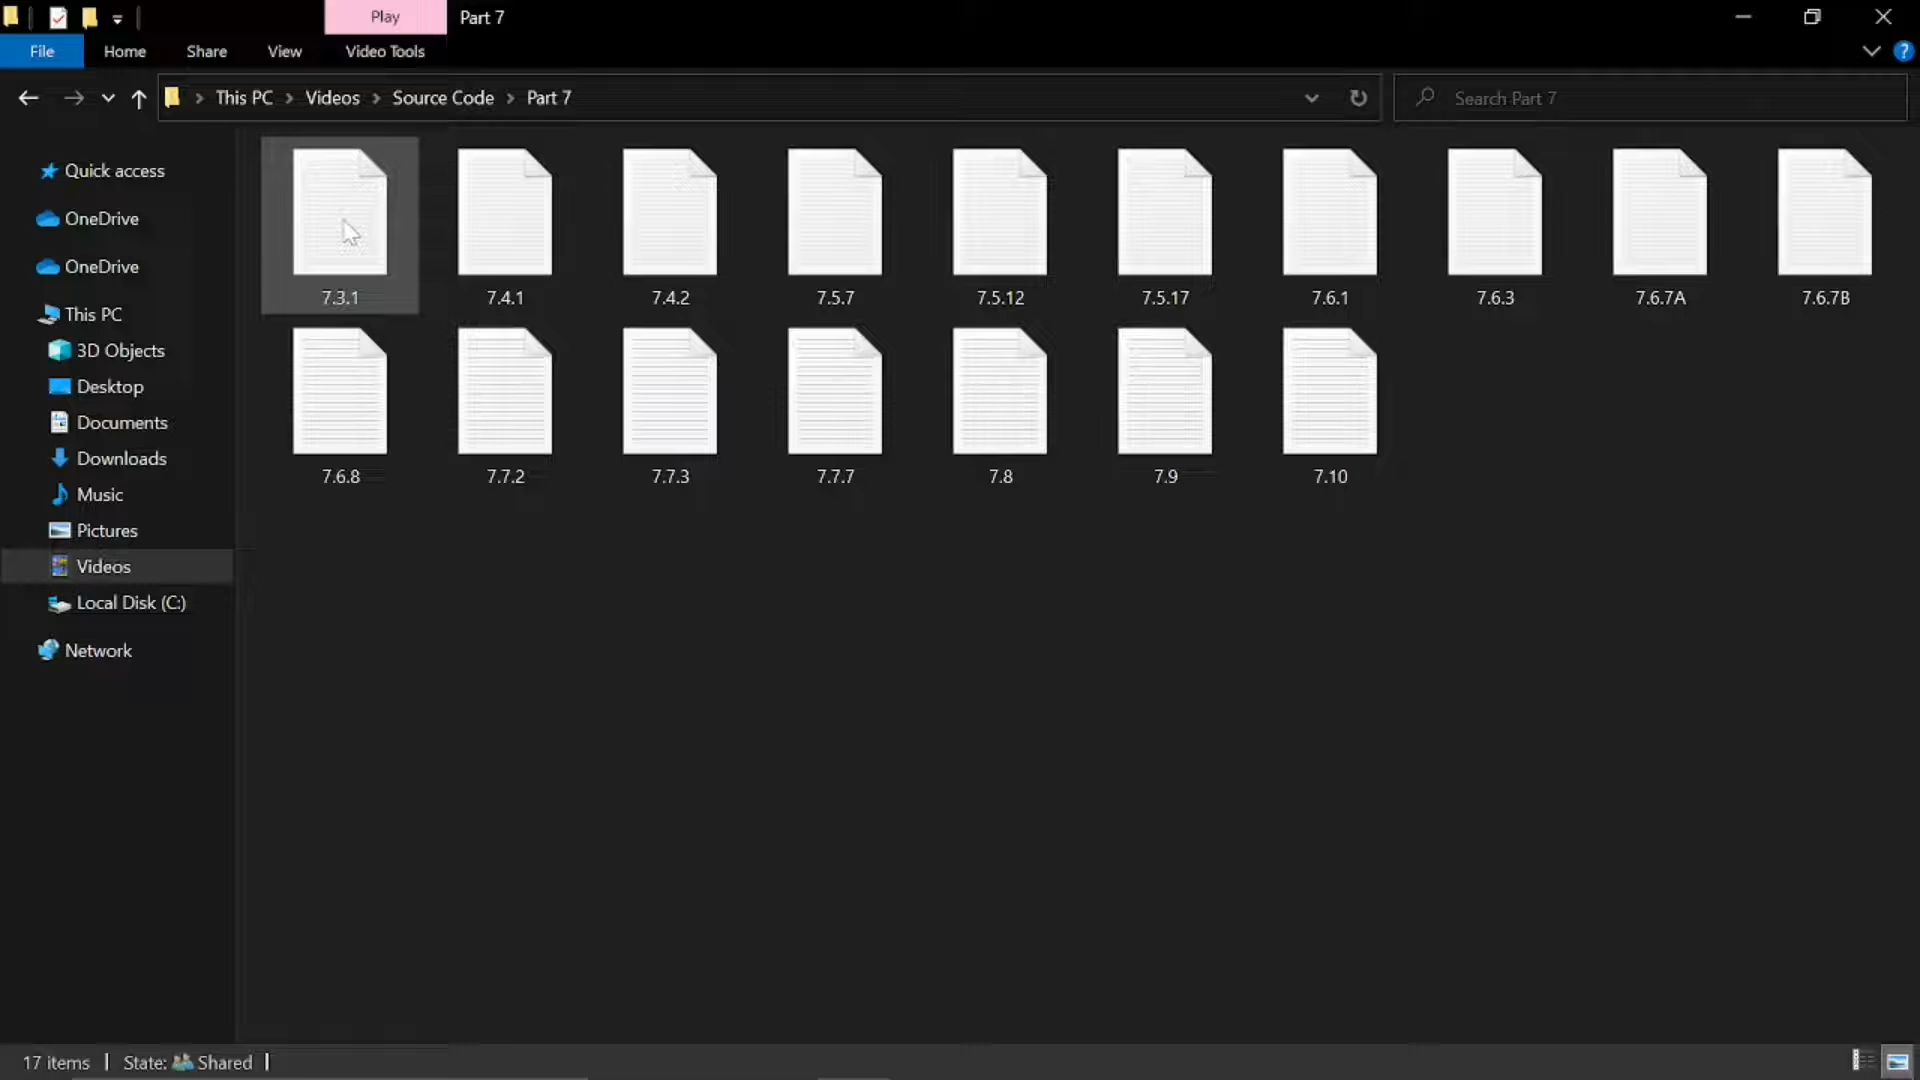 Play Part 7
File Home Share View Video Tools ?
This PC Videos Source Code Part 7 Search Part 7
Quick access
OneDrive
OneDrive
This PC
3D Objects
Desktop
Documents
Downloads
Music
Pictures
Videos
Local Disk (C:)
Network
7.3.1 7.4.1 7.4.2 7.5.7 7.5.12 7.5.17 7.6.1 7.6.3 7.6.7A 7.6.7B
7.6.8 7.7.2 7.7.3 7.7.7 7.8 7.9 7.10
17 items State: Shared